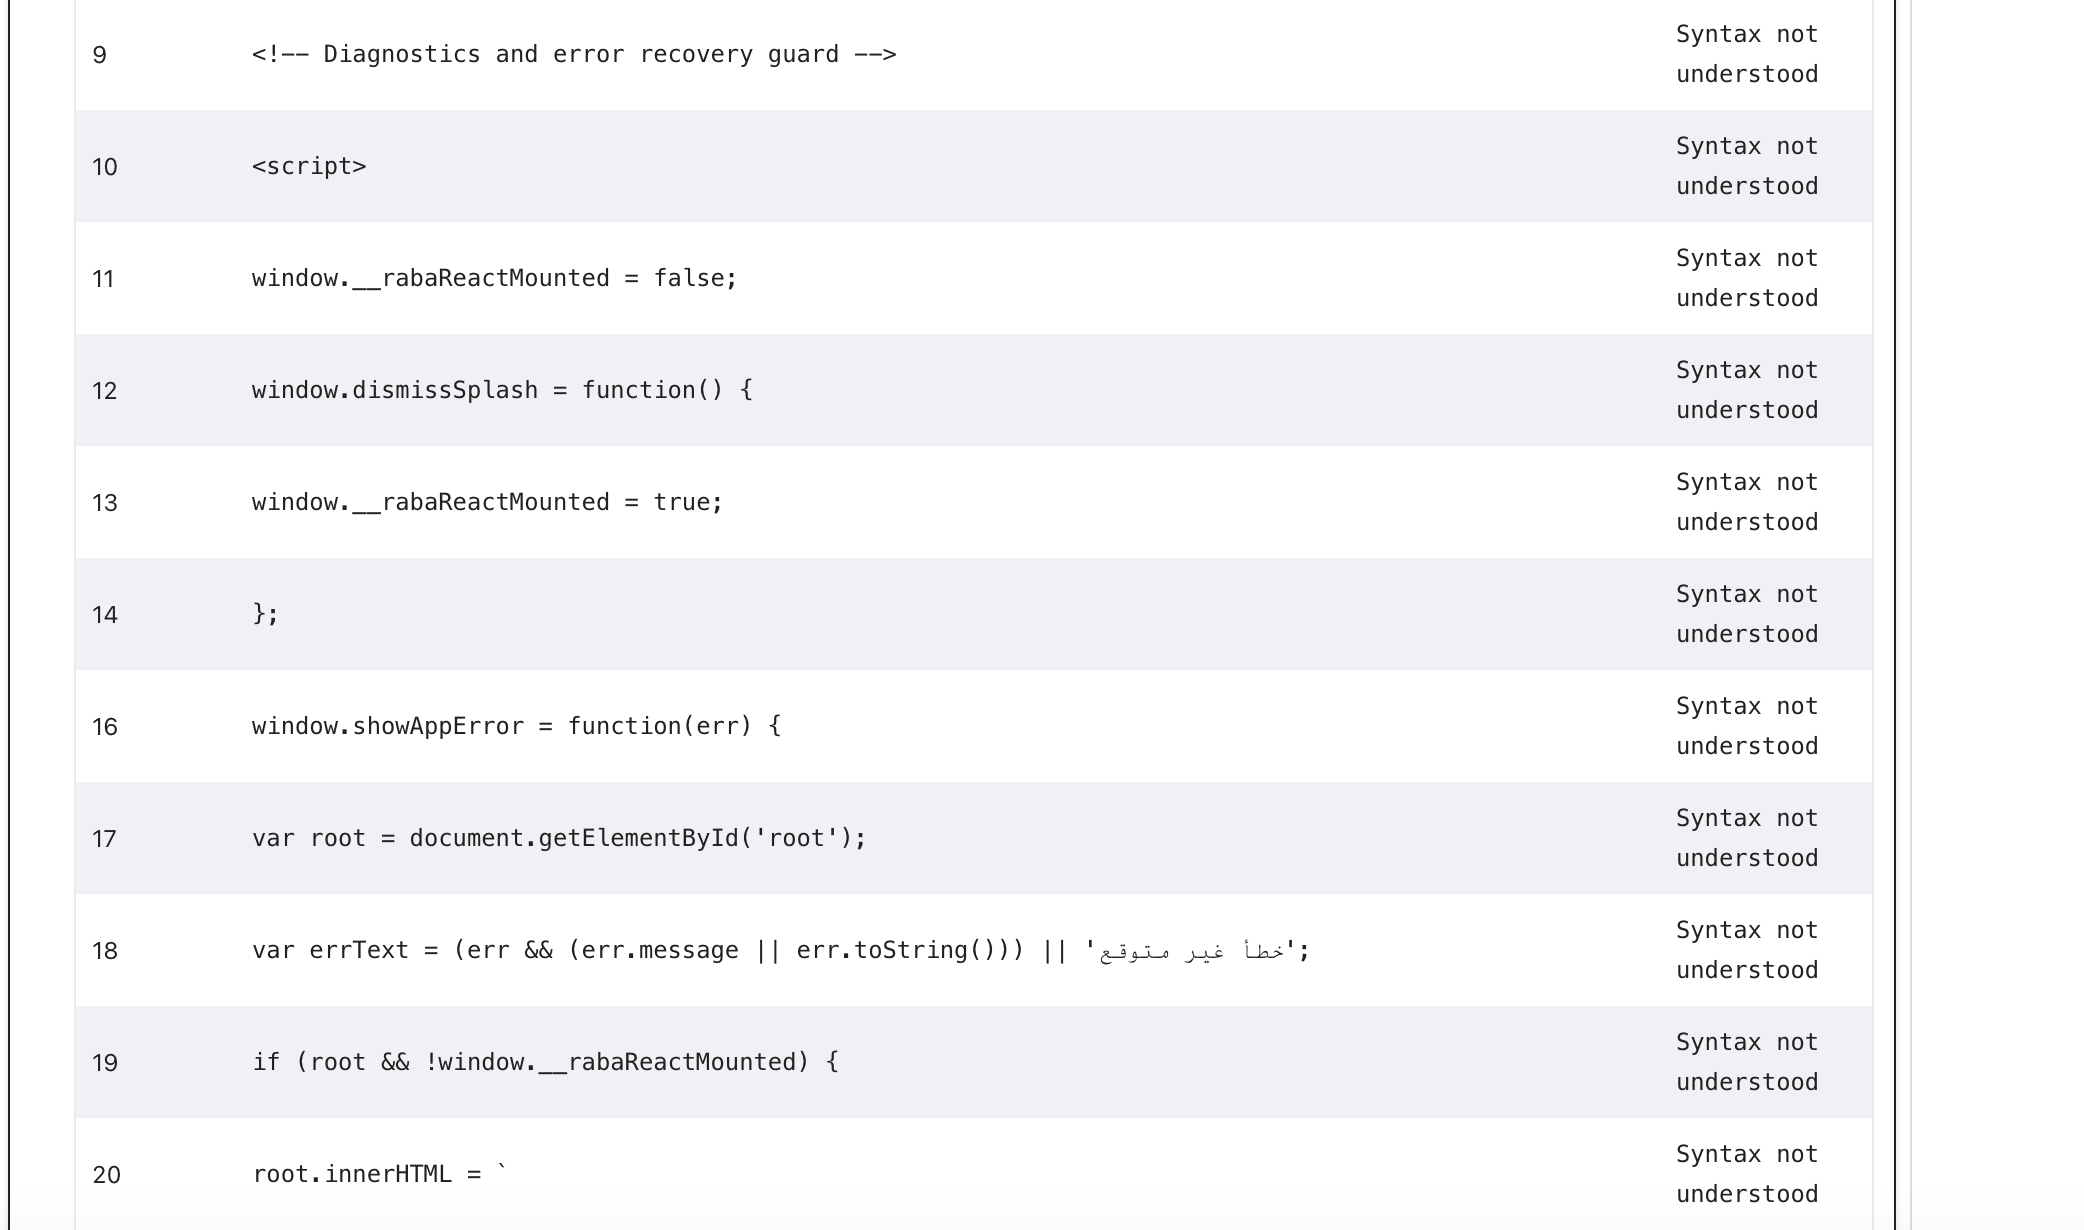 9 <!-- Diagnostics and error recovery guard --> Syntax not understood
10 <script> Syntax not understood
11 window.__rabaReactMounted = false; Syntax not understood
12 window.dismissSplash = function() { Syntax not understood
13 window.__rabaReactMounted = true; Syntax not understood
14 }; Syntax not understood
16 window.showAppError = function(err) { Syntax not understood
17 var root = document.getElementById('root'); Syntax not understood
18 var errText = (err && (err.message || err.toString())) || 'خطأ غير متوقع'; Syntax not understood
19 if (root && !window.__rabaReactMounted) { Syntax not understood
20 root.innerHTML = ` Syntax not understood